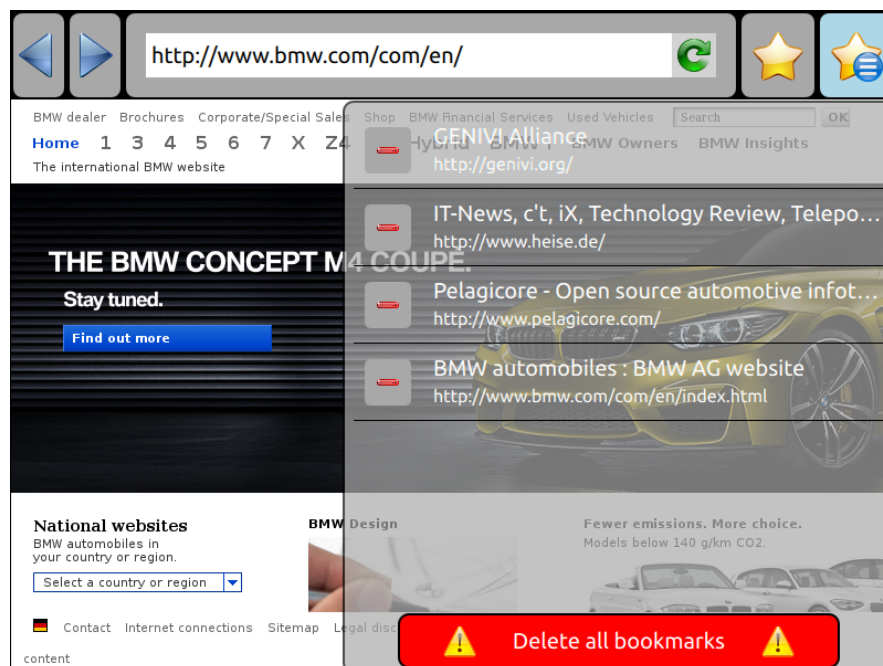 http://www.bmw.com/com/en/
BMW dealer Brochures Corporate/Special Sales Shop BMW Financial Services Used Vehicles Search OK
Home 1 3 4 5 6 7 X Z4 Hybrid BMW i BMW Owners BMW Insights
The international BMW website
GENIVI Alliance
http://genivi.org/
IT-News, c't, iX, Technology Review, Telepo...
http://www.heise.de/
THE BMW CONCEPT M4 COUPE.
Stay tuned.
Find out more
Pelagicore - Open source automotive infot...
http://www.pelagicore.com/
BMW automobiles : BMW AG website
http://www.bmw.com/com/en/index.html
National websites
BMW automobiles in
your country or region.
Select a country or region
BMW Design
Fewer emissions. More choice.
Models below 140 g/km CO2.
Contact Internet connections Sitemap Legal disc
content
Delete all bookmarks